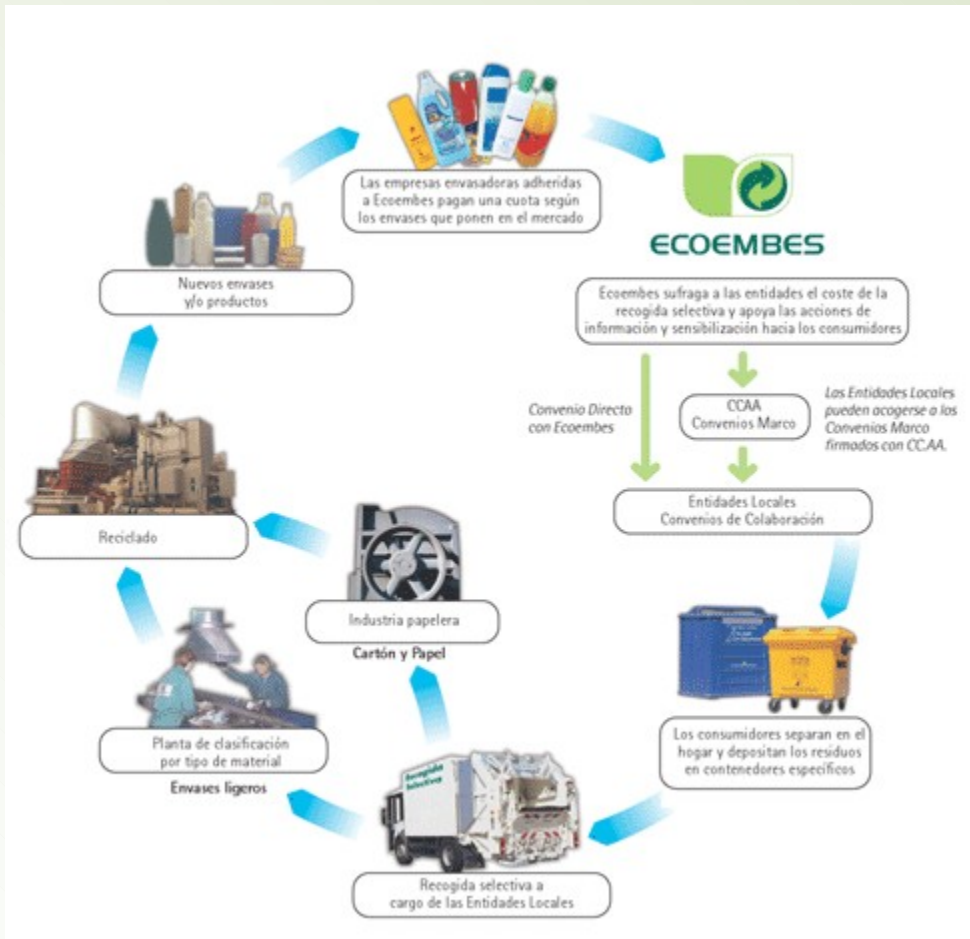 Las empresas envasadoras adheridas
a Ecoembes pagan una cuota según
los envases que ponen en el mercado
ECOEMBES
Ecoembes sufraga a las entidades el coste de la
recogida selectiva y apoya las acciones de
información y sensibilización hacia los consumidores
Convenio Directo
con Ecoembes
CCAA
Convenios Marco
Las Entidades Locales
pueden acogerse a los
Convenios Marco
firmados con CC.AA.
Entidades Locales
Convenios de Colaboración
Los consumidores separan en el
hogar y depositan los residuos
en contenedores específicos
Recogida
Selectiva
Recogida selectiva a
cargo de las Entidades Locales
Planta de clasificación
por tipo de material
Envases ligeros
Industria papelera
Cartón y Papel
Reciclado
Nuevos envases
y/o productos